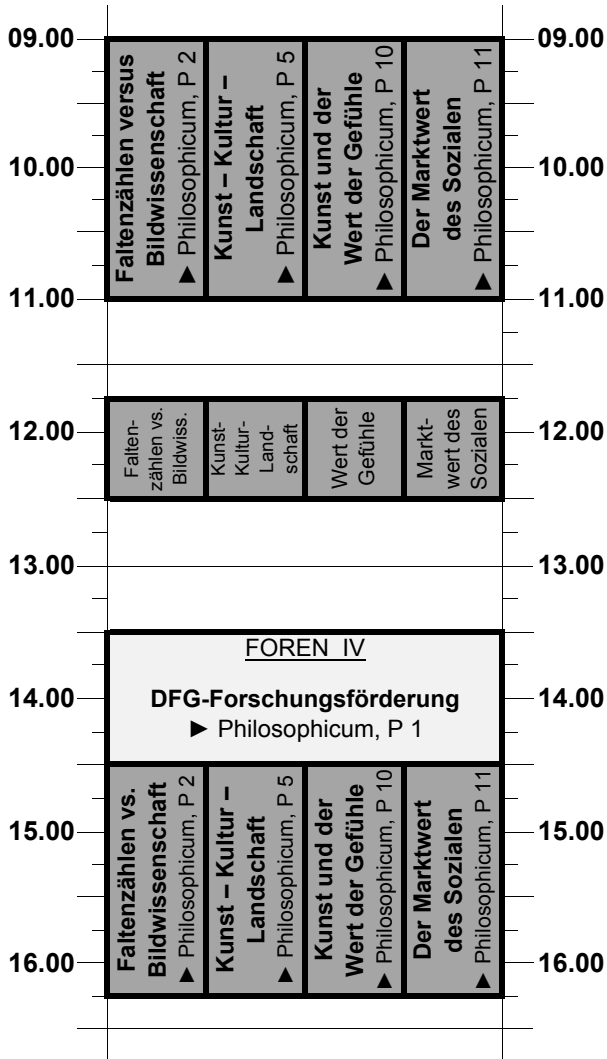 09.00
09.00
Faltenzählen versus
Bildwissenschaft
► Philosophicum, P 2
Kunst – Kultur –
Landschaft
► Philosophicum, P 5
Kunst und der
Wert der Gefühle
► Philosophicum, P 10
Der Marktwert
des Sozialen
► Philosophicum, P 11
10.00
10.00
11.00
11.00
12.00
12.00
Falten-
zählen vs.
Bildwiss.
Kunst-
Kultur-
Land-
schaft
Wert der
Gefühle
Markt-
wert des
Sozialen
13.00
13.00
FOREN IV
14.00
14.00
DFG-Forschungsförderung
► Philosophicum, P 1
Faltenzählen vs.
Bildwissenschaft
► Philosophicum, P 2
Kunst – Kultur –
Landschaft
► Philosophicum, P 5
Kunst und der
Wert der Gefühle
► Philosophicum, P 10
Der Marktwert
des Sozialen
► Philosophicum, P 11
15.00
15.00
16.00
16.00